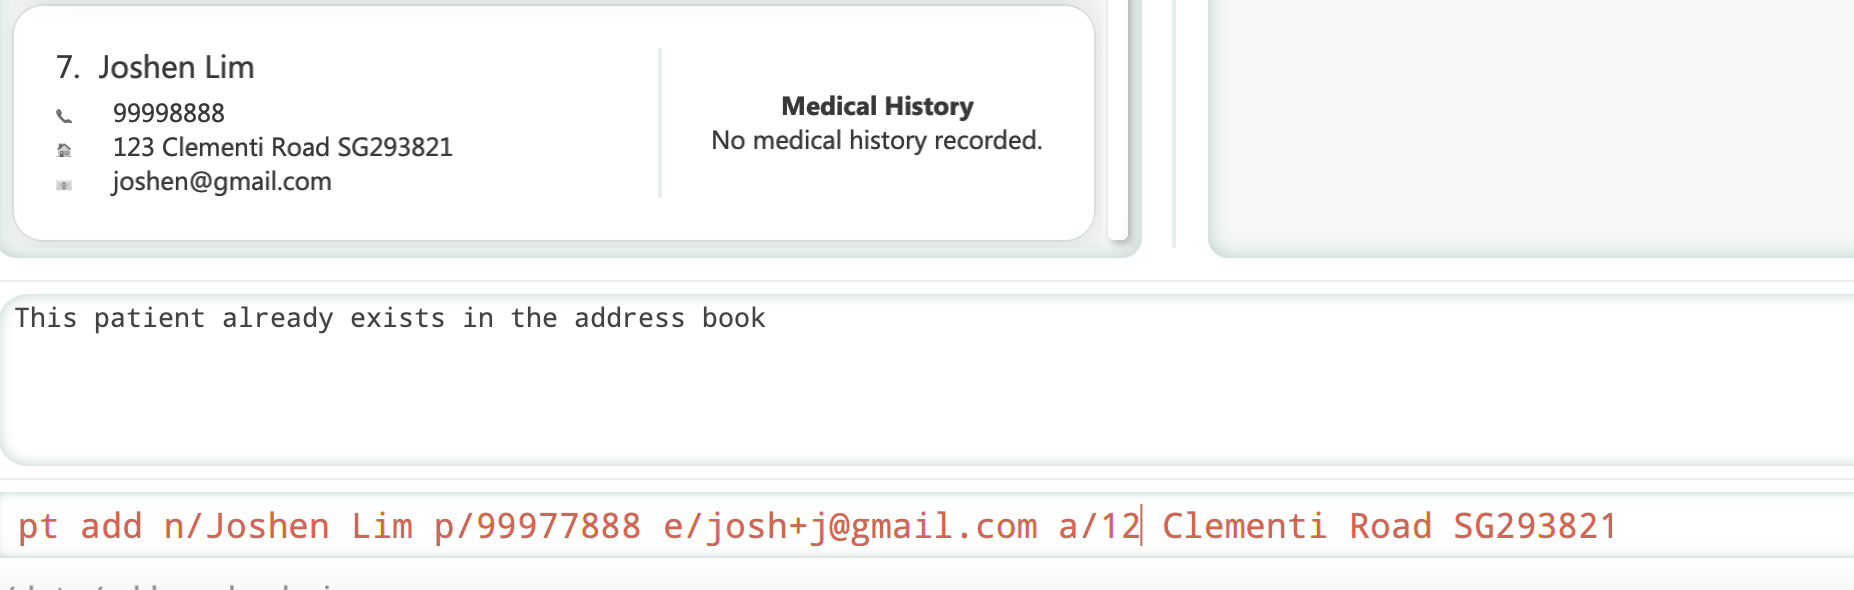 7. Joshen Lim
99998888
123 Clementi Road SG293821
joshen@gmail.com
Medical History
No medical history recorded.
This patient already exists in the address book
pt add n/Joshen Lim p/99977888 e/josh+j@gmail.com a/12 Clementi Road SG293821